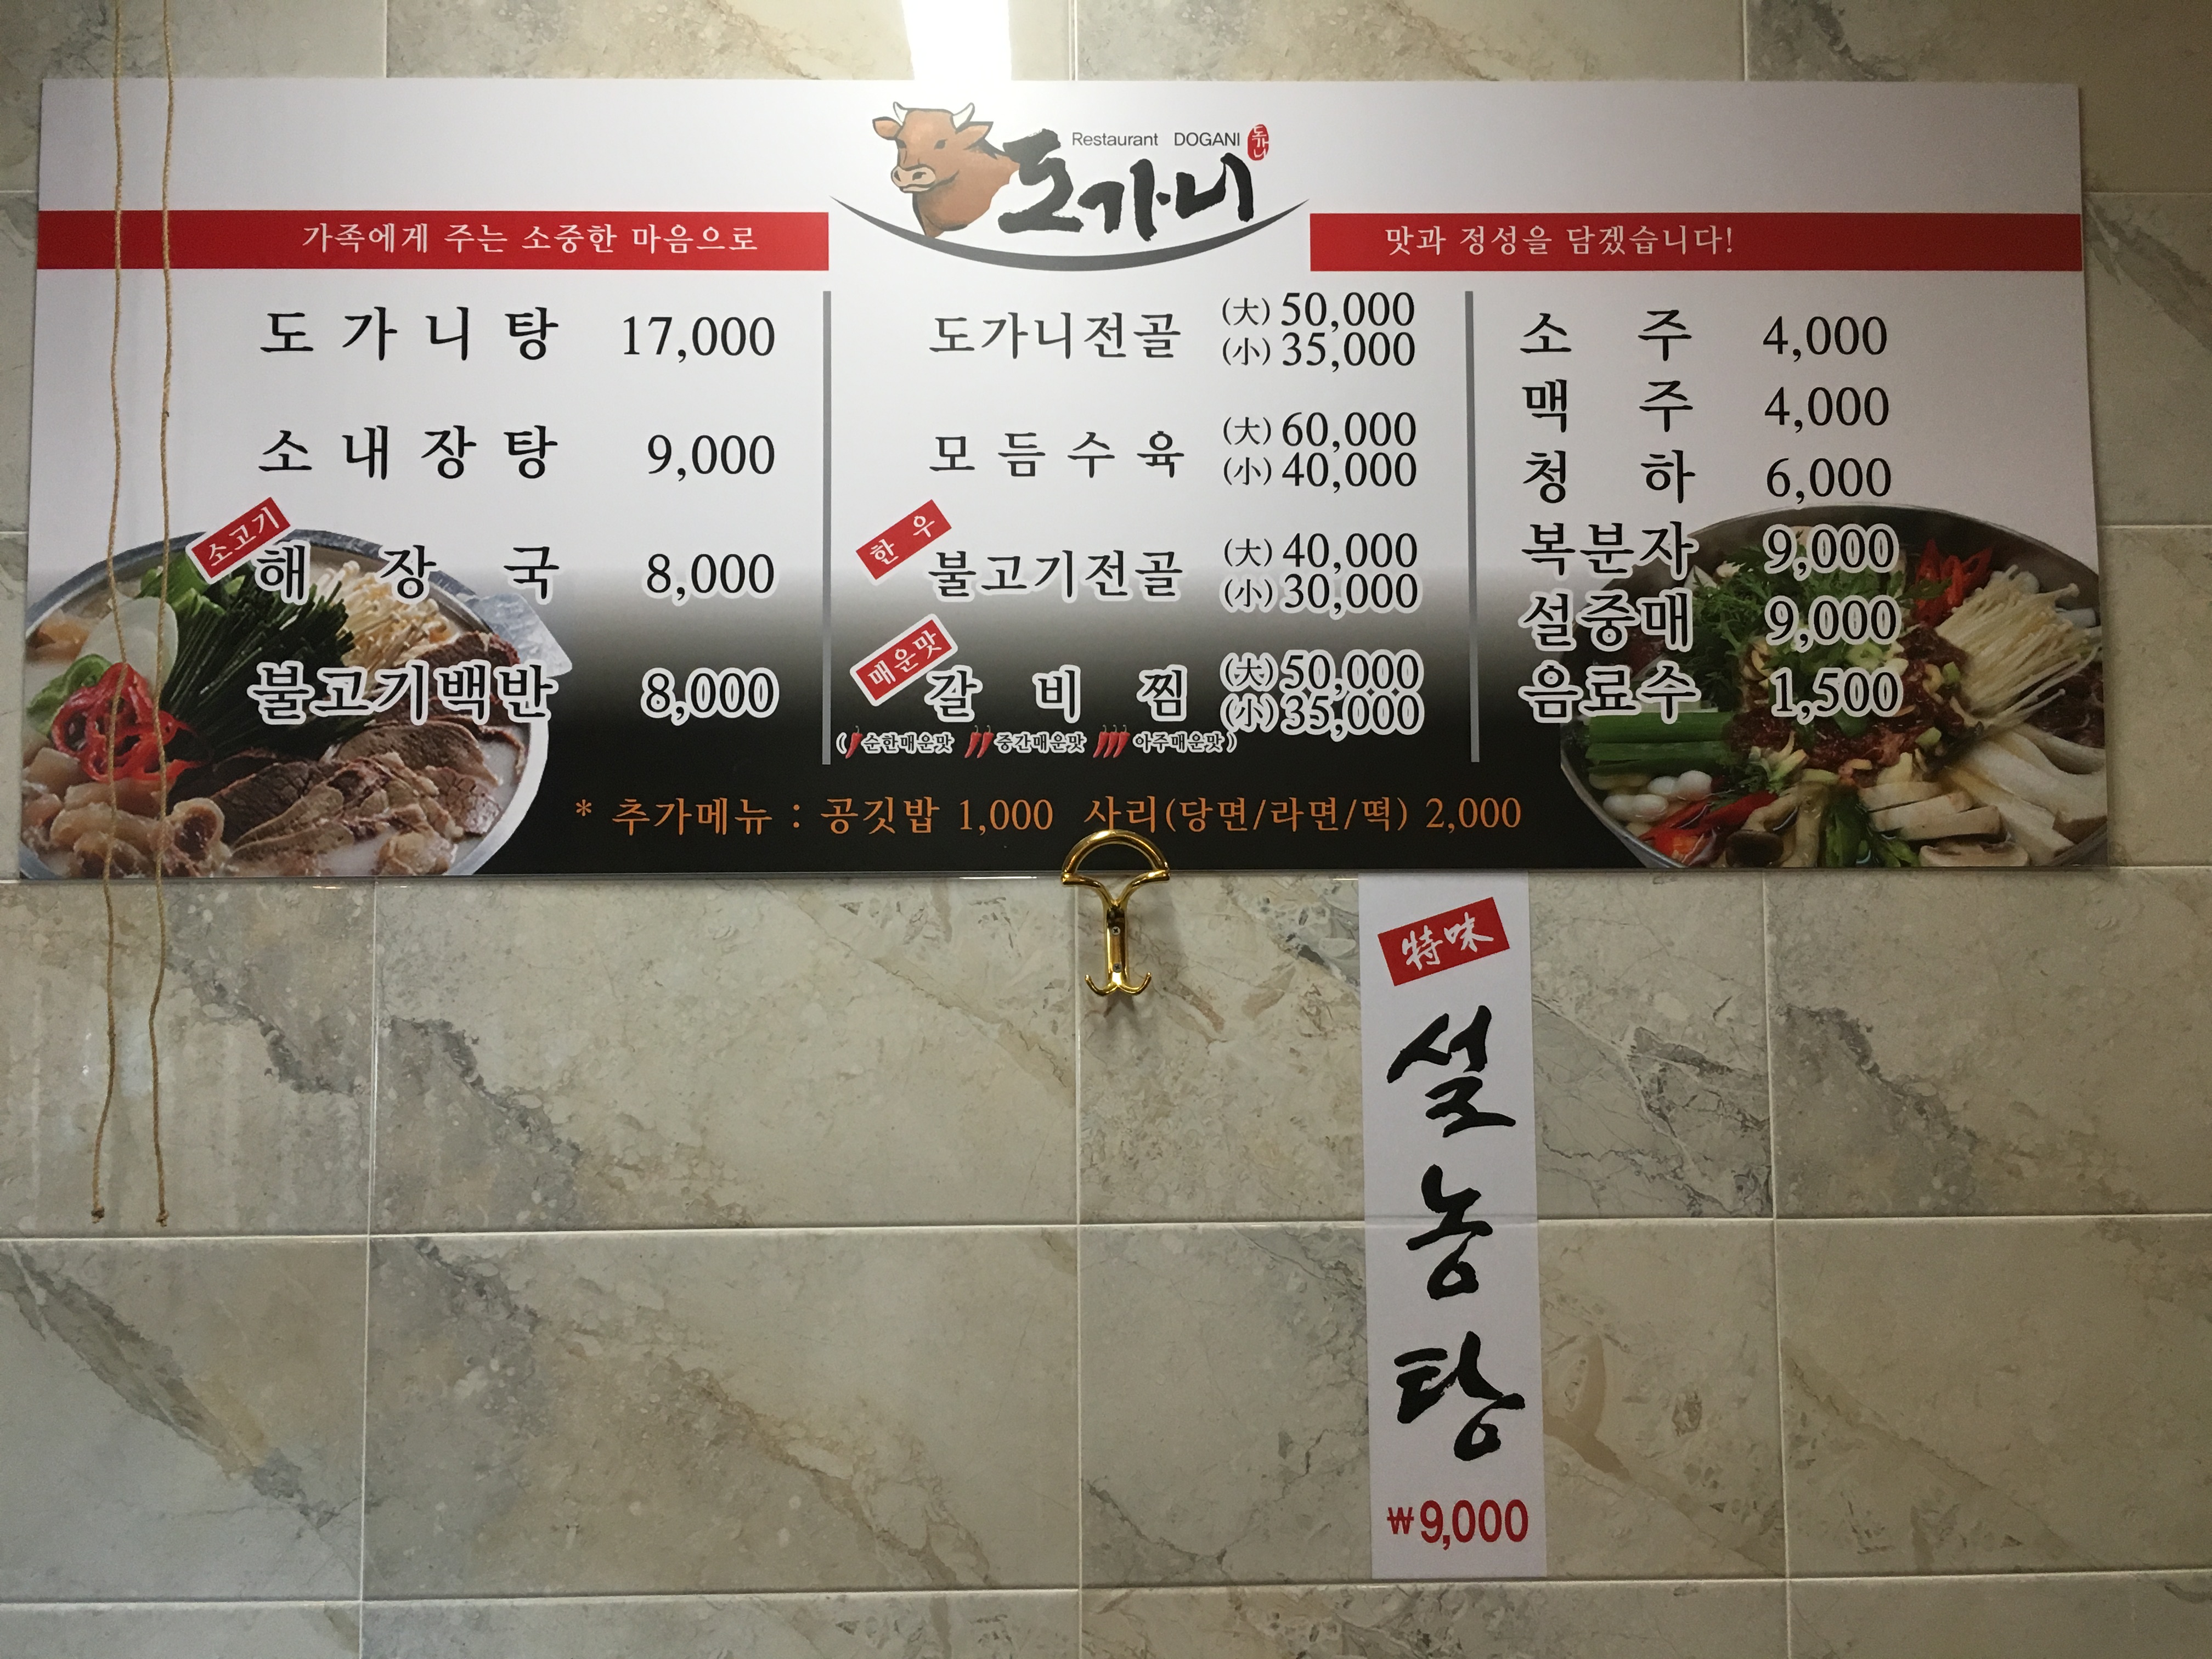 Restaurant DOGANI 도가니
도가니
가족에게 주는 소중한 마음으로
맛과 정성을 담겠습니다!
도가니탕 17,000
소내장탕 9,000
소고기
해장국 8,000
불고기백반 8,000
도가니전골 (大) 50,000
(小) 35,000
모듬수육 (大) 60,000
(小) 40,000
한우
불고기전골 (大) 40,000
(小) 30,000
매운맛
갈비찜 (大) 50,000
(小) 35,000
(순한매운맛 중간매운맛 아주매운맛)
소주 4,000
맥주 4,000
청하 6,000
복분자 9,000
설중매 9,000
음료수 1,500
* 추가메뉴 : 공깃밥 1,000 사리(당면/라면/떡) 2,000
特味
설농탕
₩9,000